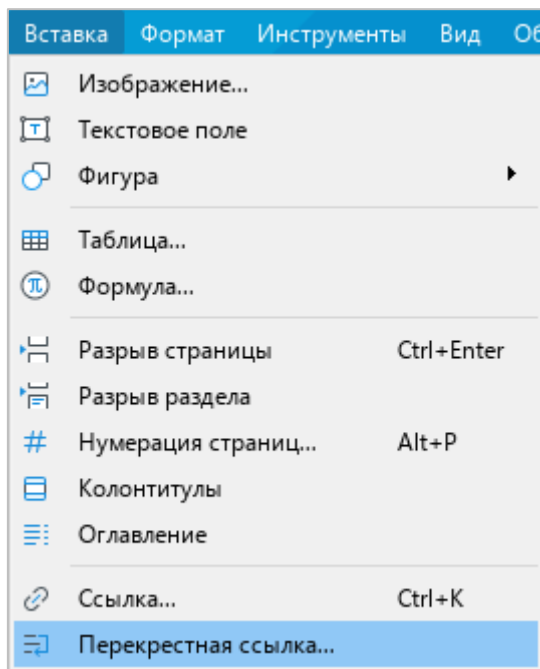 Вставка Формат Инструменты Вид
Изображение...
Текстовое поле
Фигура
Таблица...
Формула...
Разрыв страницы Ctrl+Enter
Разрыв раздела
Нумерация страниц... Alt+P
Колонтитулы
Оглавление
Ссылка... Ctrl+K
Перекрестная ссылка...